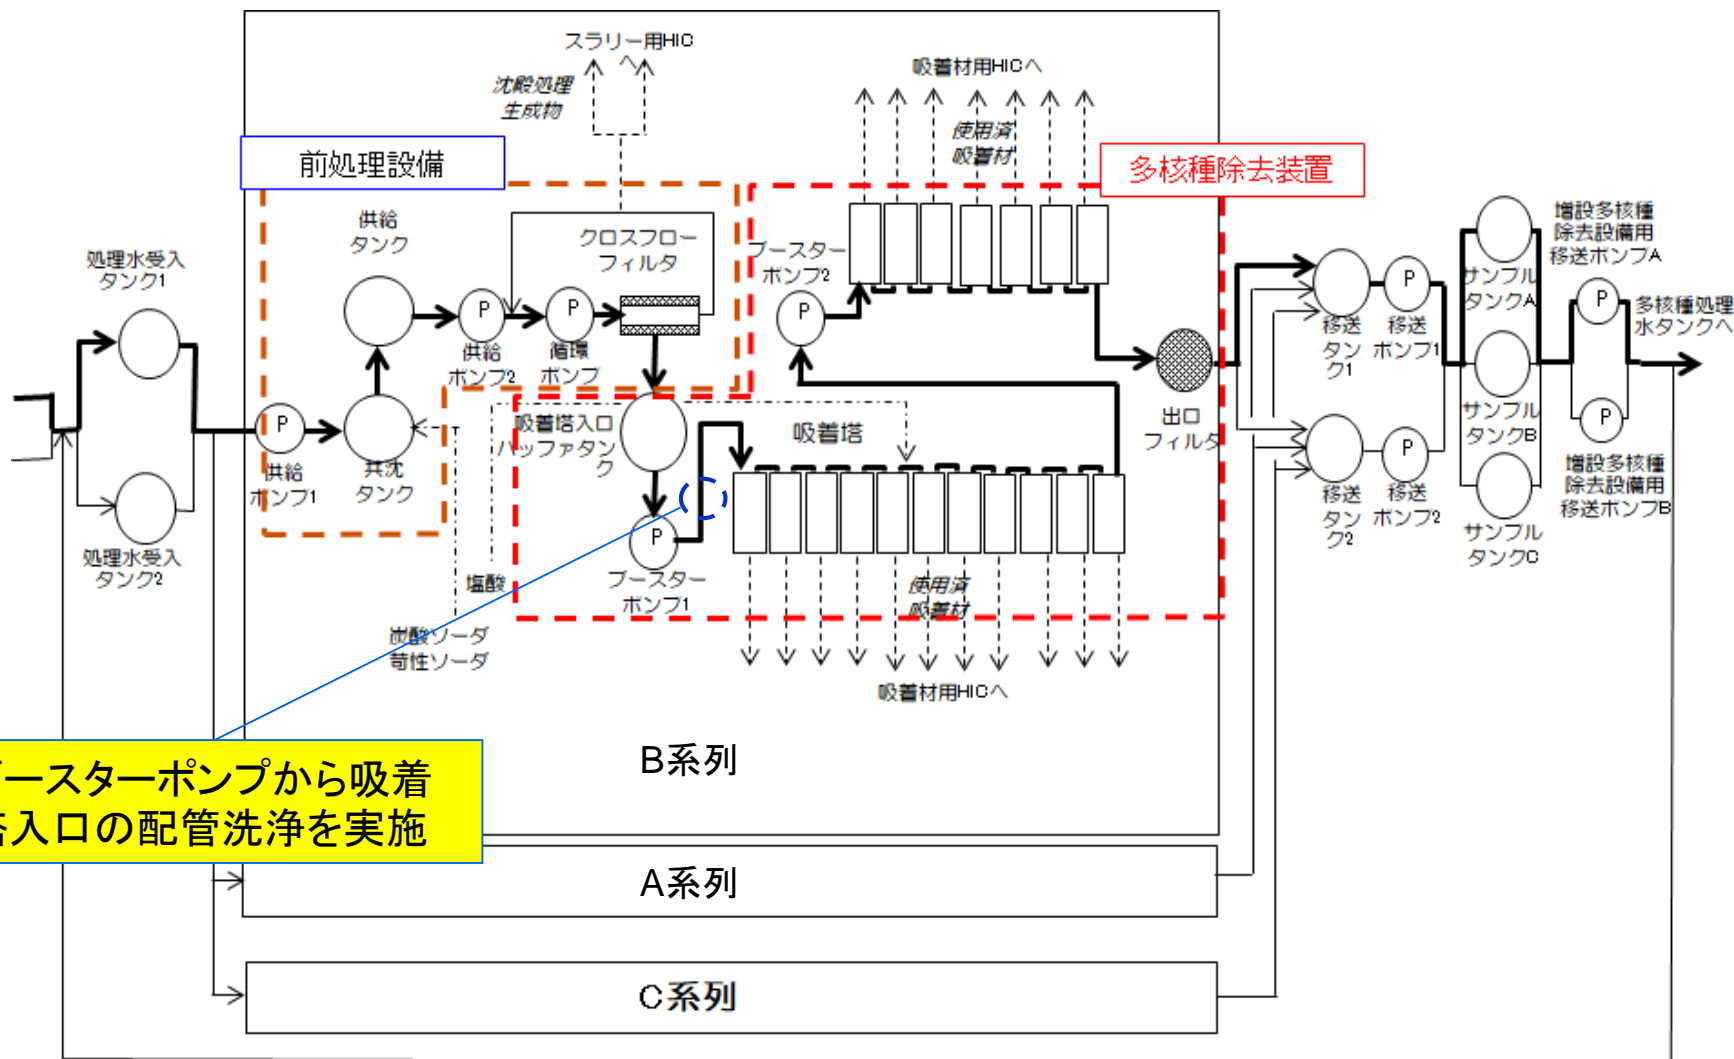 スラリー用HIC
へ
沈殿処理
生成物
吸着材用HICへ
使用済
吸着材
前処理設備
多核種除去装置
供給
タンク
クロスフロー
フィルタ
ブースター
ポンプ2
処理水受入
タンク1
P
供給
ポンプ2
P
循環
ポンプ
P
P
供給
ポンプ1
共沈
タンク
吸着塔入口
バッファタン
ク
吸着塔
出口
フィルタ
P
ブースター
ポンプ1
使用済
吸着材
吸着材用HICへ
処理水受入
タンク2
塩酸
炭酸ソーダ
苛性ソーダ
移送
タン
ク1
P
移送
ポンプ1
移送
タン
ク2
P
移送
ポンプ2
サンプル
タンクA
サンプル
タンクB
サンプル
タンクC
増設多核種
除去設備用
移送ポンプA
P
多核種処理
水タンクへ
P
増設多核種
除去設備用
移送ポンプB
ブースターポンプから吸着
塔入口の配管洗浄を実施
B系列
A系列
C系列